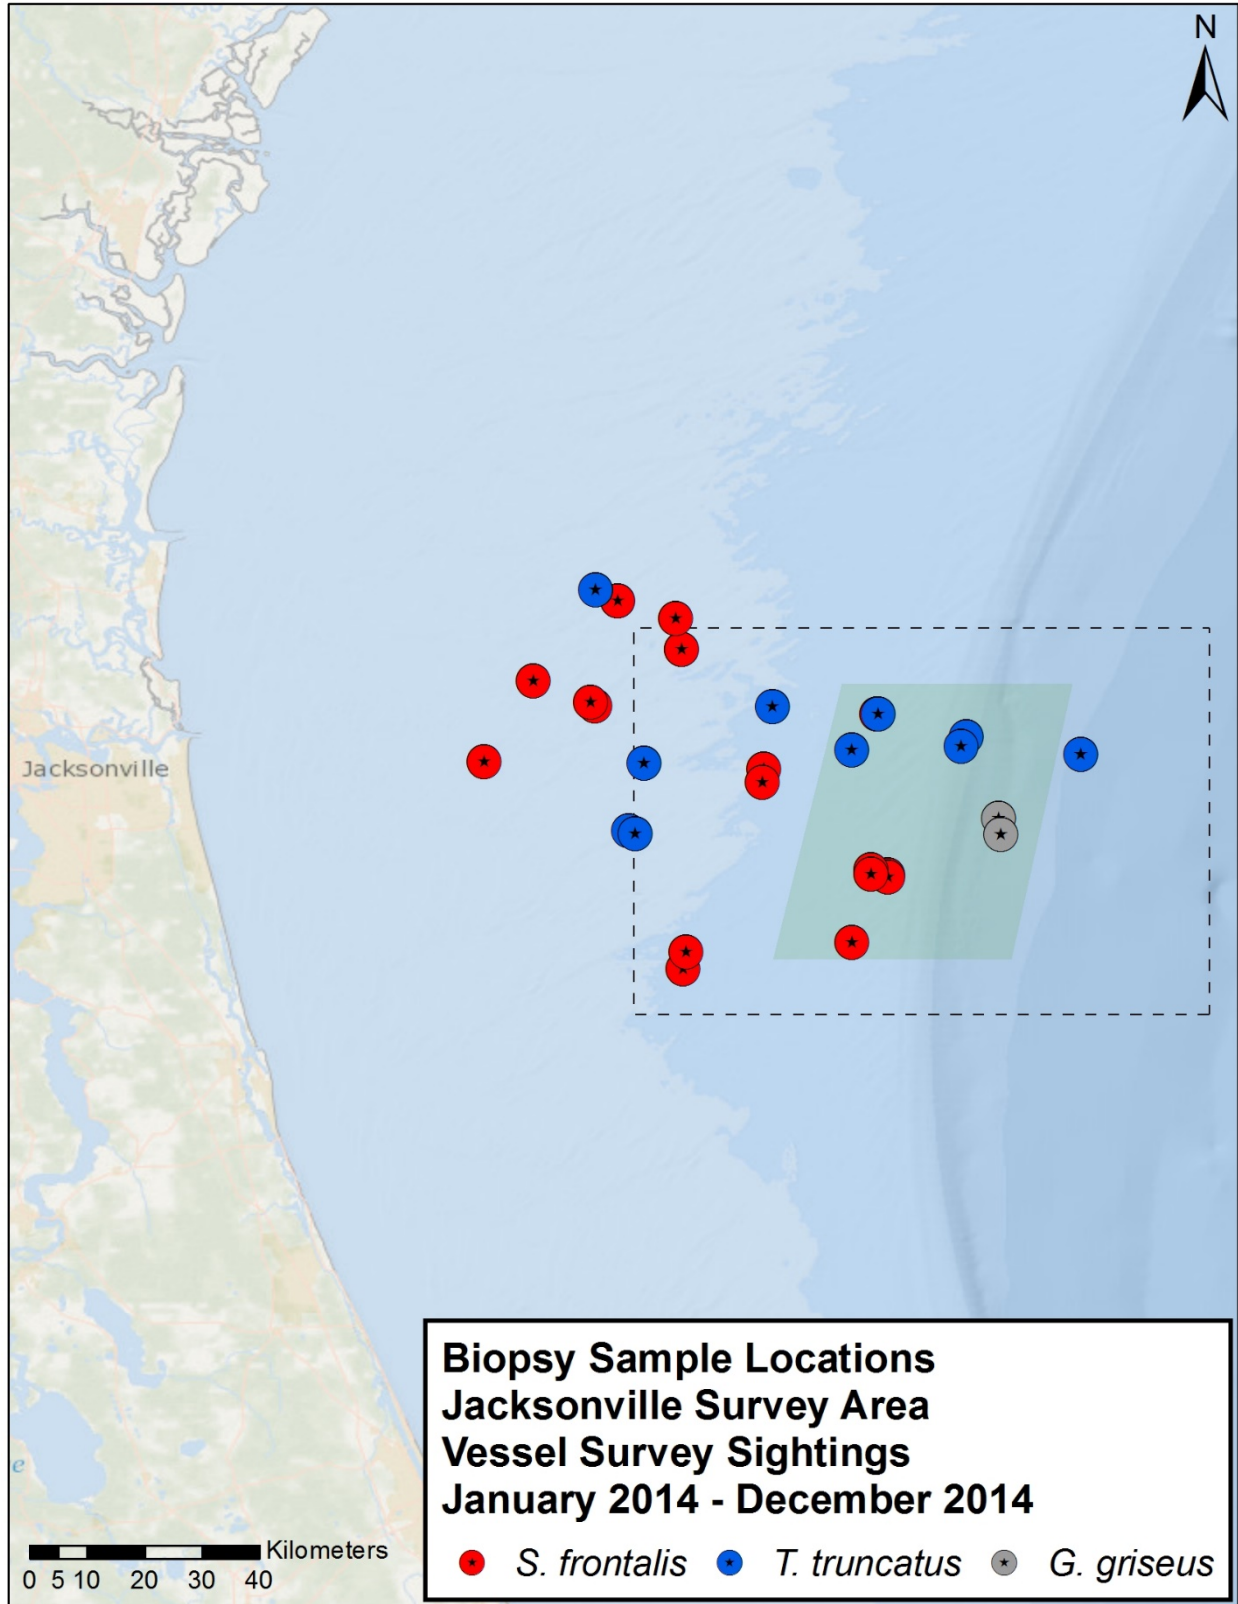 N
Jacksonville
e
Biopsy Sample Locations
Jacksonville Survey Area
Vessel Survey Sightings
January 2014 - December 2014
S. frontalis T. truncatus G. griseus
Kilometers
0 5 10 20 30 40